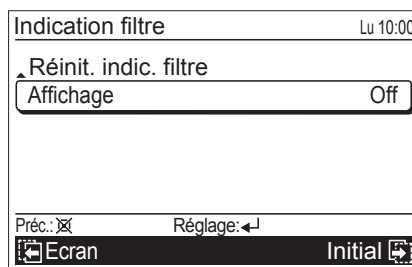 Indication filtre Lu 10:00
Réinit. indic. filtre
Affichage Off
Préc.: Réglage:
Ecran Initial